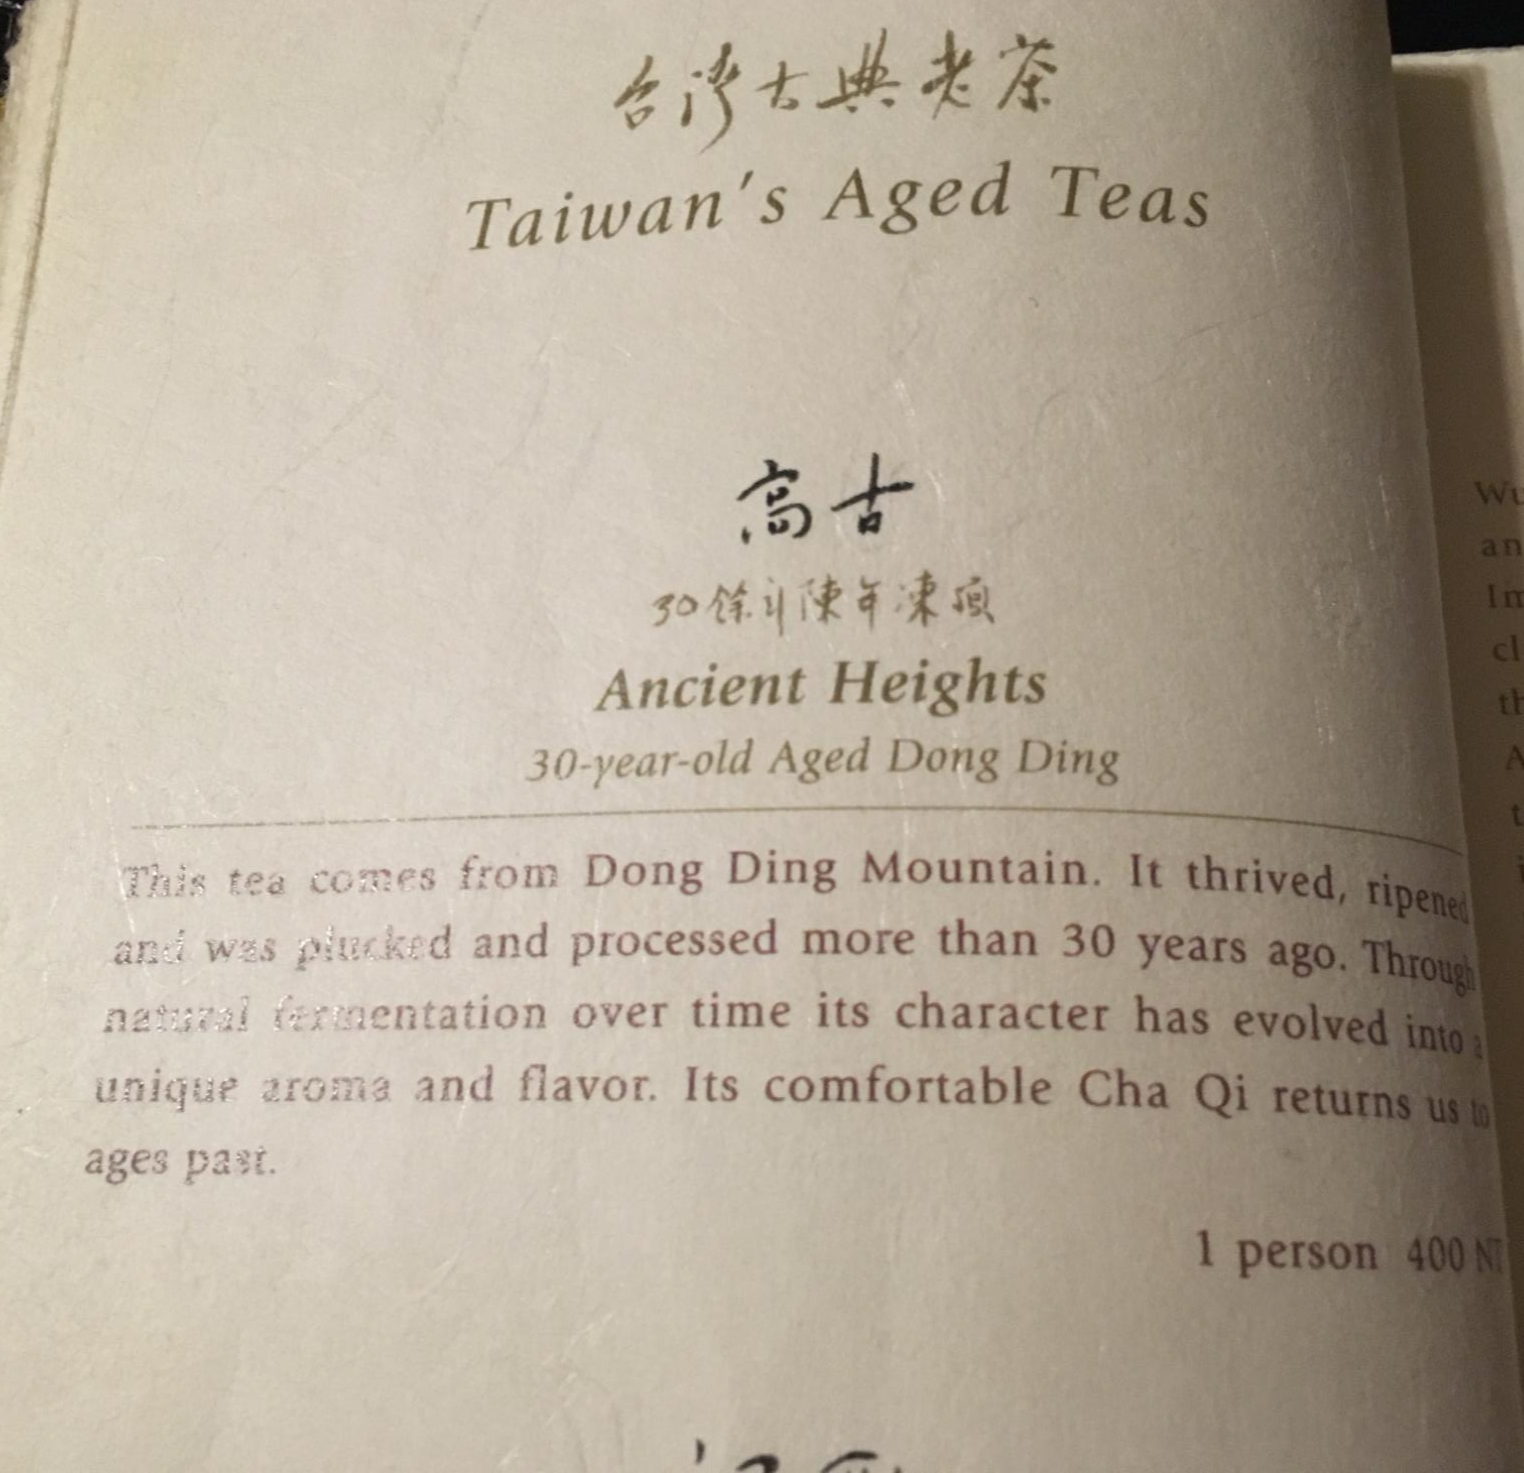 台灣古典老茶
Taiwan's Aged Teas
高古
30餘年陳年凍頂
Ancient Heights
30-year-old Aged Dong Ding
This tea comes from Dong Ding Mountain. It thrived, ripened
and was plucked and processed more than 30 years ago. Through
natural fermentation over time its character has evolved into a
unique aroma and flavor. Its comfortable Cha Qi returns us to
ages past.
1 person 400 NT